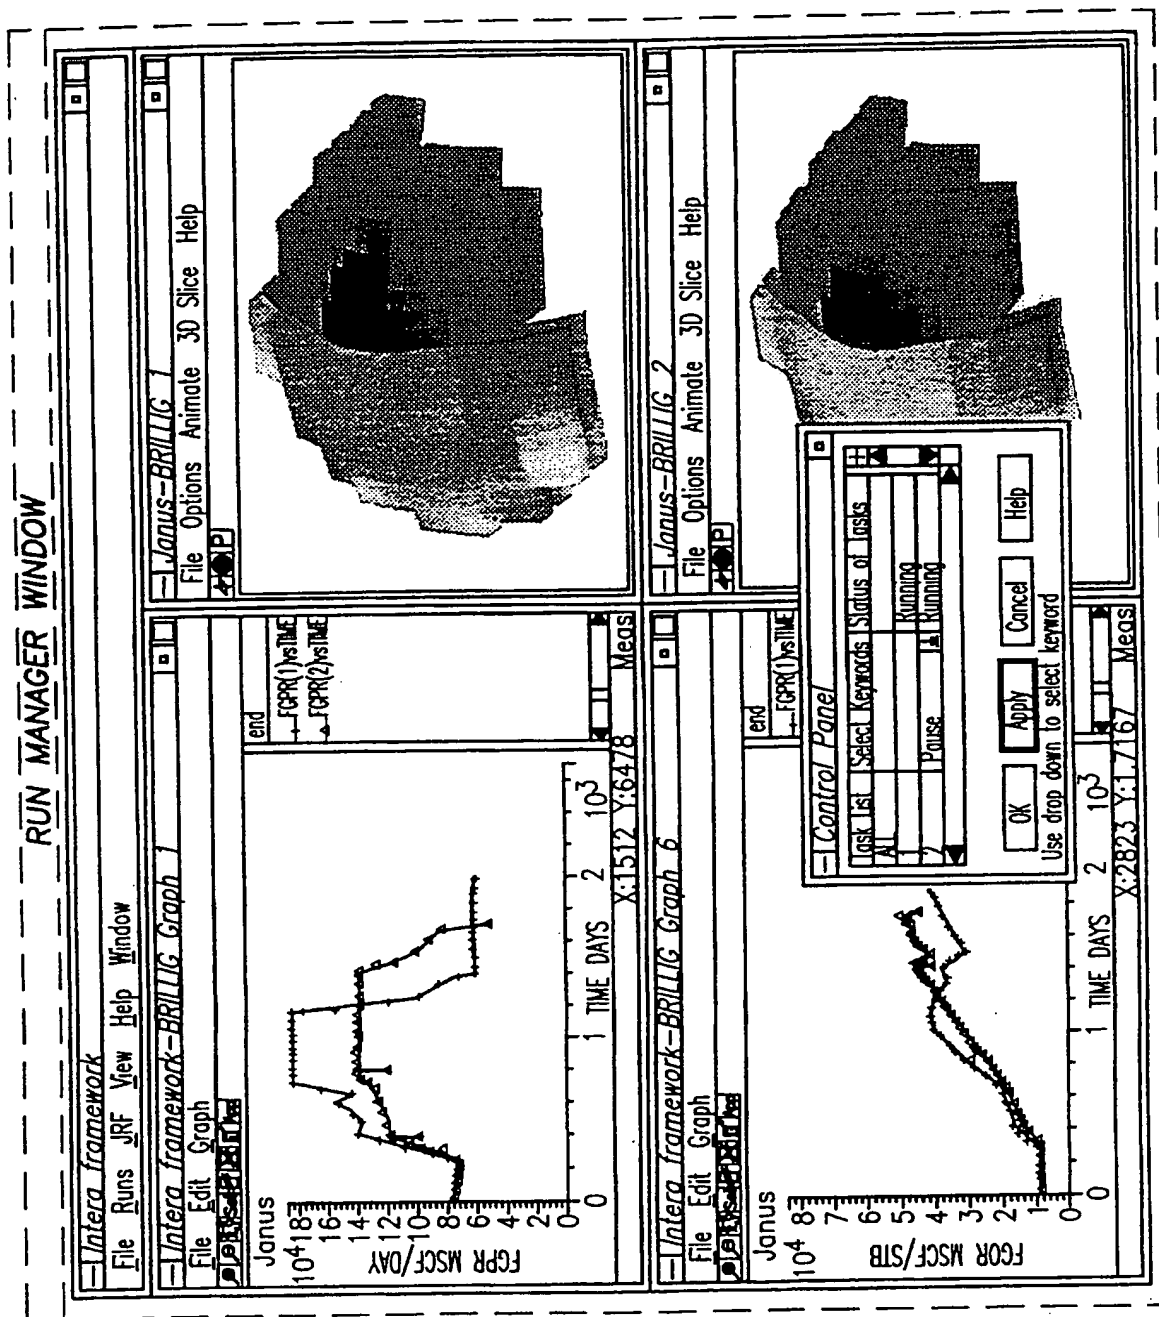 RUN MANAGER WINDOW
Intera framework
File Runs JRF View Help Window
Intera framework-BRILLIG Graph 1
File Edit Graph
Janus
10⁴ 18
16
14
12
10
8
6
4
2
0
FGPR MSCF/DAY
0 1 2 10³
TIME DAYS
end
FGPR(1)vsTIME
FGPR(2)vsTIME
X:1512 Y:6478 Meas
Janus-BRILLIG 1
File Options Animate 3D Slice Help
P
Intera framework-BRILLIG Graph 6
File Edit Graph
Janus
10⁴ 8
7
6
5
4
3
2
1
0
FGOR MSCF/STB
0 1 2 10³
TIME DAYS
end
FGPR(1)vsTIME
X:2823 Y:1.7167 Meas
Janus-BRILLIG 2
File Options Animate 3D Slice Help
P
Control Panel
Task List Select Keywords Status of Tasks
All
1 Running
2 Pause Running
OK Apply Cancel Help
Use drop down to select keyword